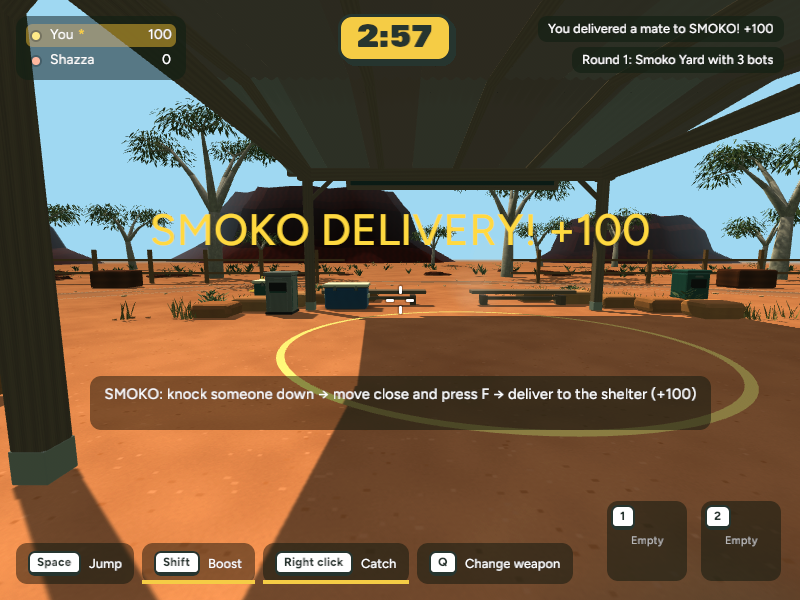 You * 100
Shazza 0
2:57
You delivered a mate to SMOKO! +100
Round 1: Smoko Yard with 3 bots
SMOKO DELIVERY! +100
SMOKO: knock someone down → move close and press F → deliver to the shelter (+100)
1
Empty
2
Empty
Space Jump
Shift Boost
Right click Catch
Q Change weapon